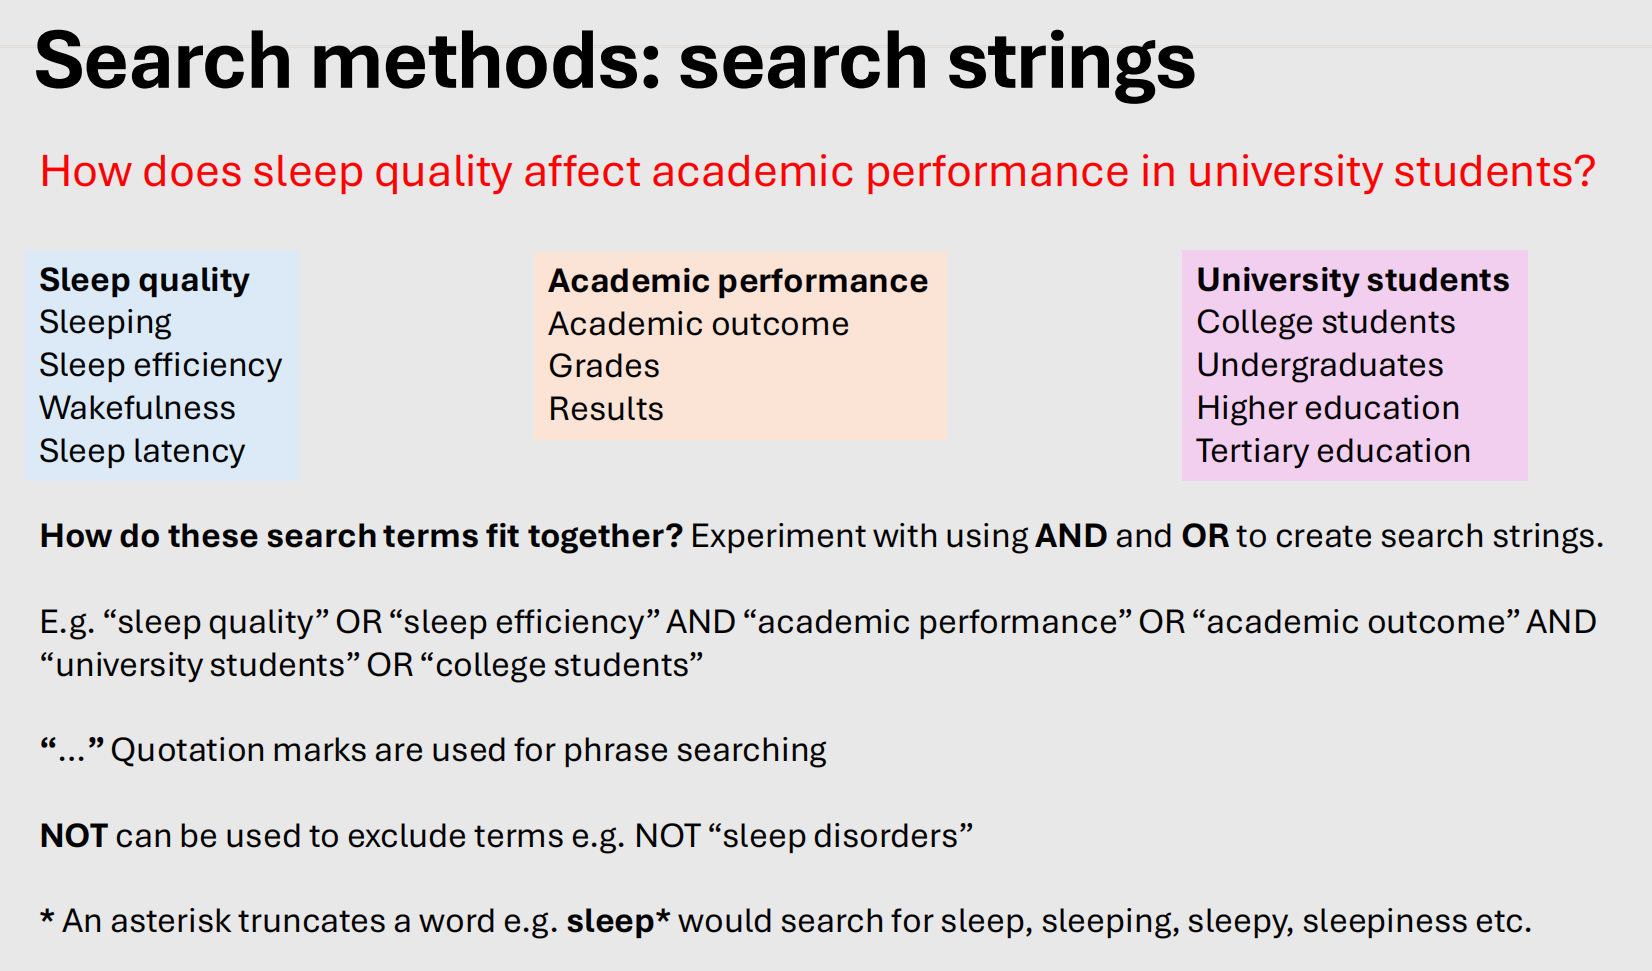 Search methods: search strings
How does sleep quality affect academic performance in university students?
Sleep quality
Sleeping
Sleep efficiency
Wakefulness
Sleep latency
Academic performance
Academic outcome
Grades
Results
University students
College students
Undergraduates
Higher education
Tertiary education
How do these search terms fit together? Experiment with using AND and OR to create search strings.
E.g. “sleep quality” OR “sleep efficiency” AND “academic performance” OR “academic outcome” AND
“university students” OR “college students”
“…” Quotation marks are used for phrase searching
NOT can be used to exclude terms e.g. NOT “sleep disorders”
* An asterisk truncates a word e.g. sleep* would search for sleep, sleeping, sleepy, sleepiness etc.